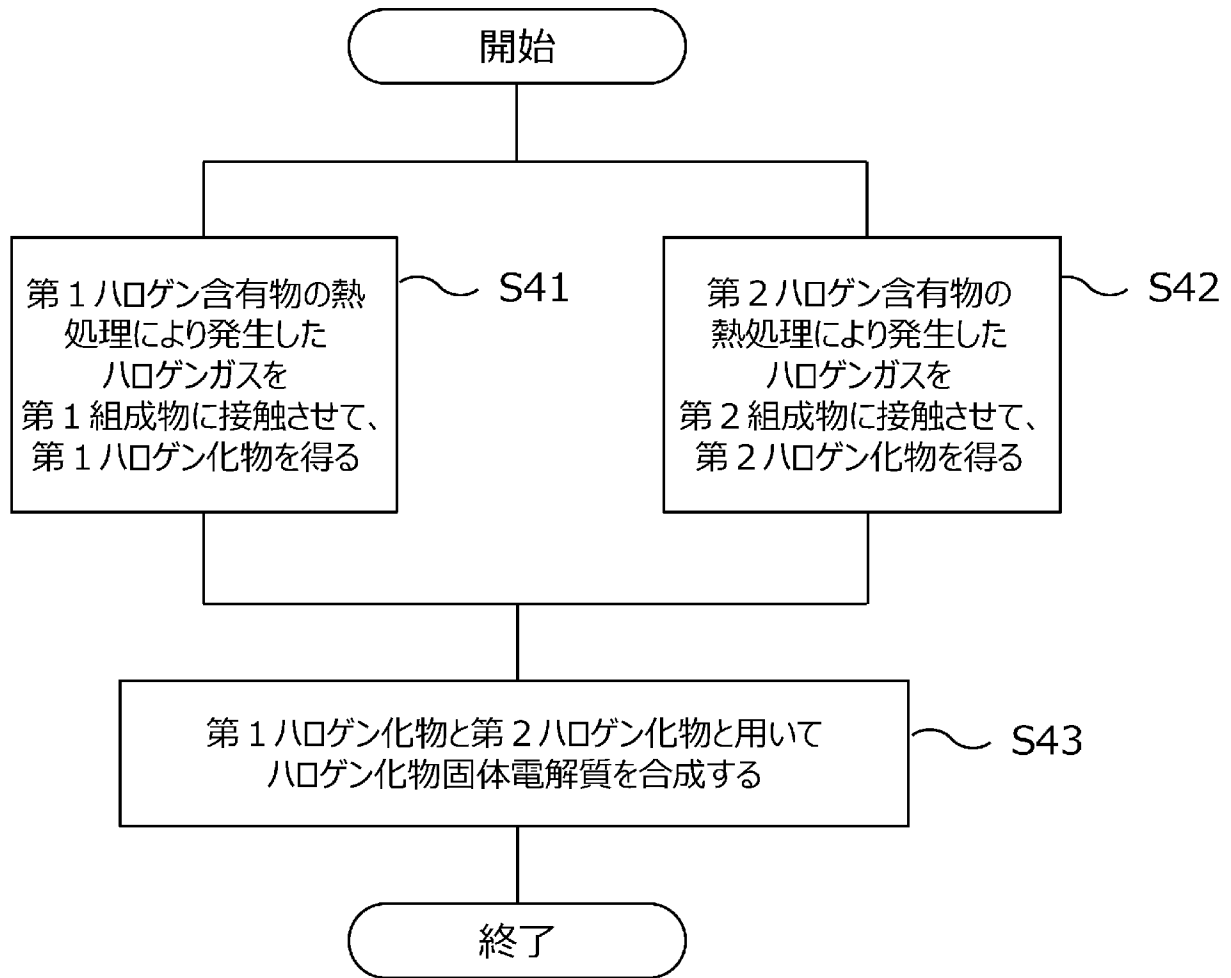 開始
第１ハロゲン含有物の熱
処理により発生した
ハロゲンガスを
第１組成物に接触させて、
第１ハロゲン化物を得る
S41
第２ハロゲン含有物の
熱処理により発生した
ハロゲンガスを
第２組成物に接触させて、
第２ハロゲン化物を得る
S42
第１ハロゲン化物と第２ハロゲン化物と用いて
ハロゲン化物固体電解質を合成する
S43
終了